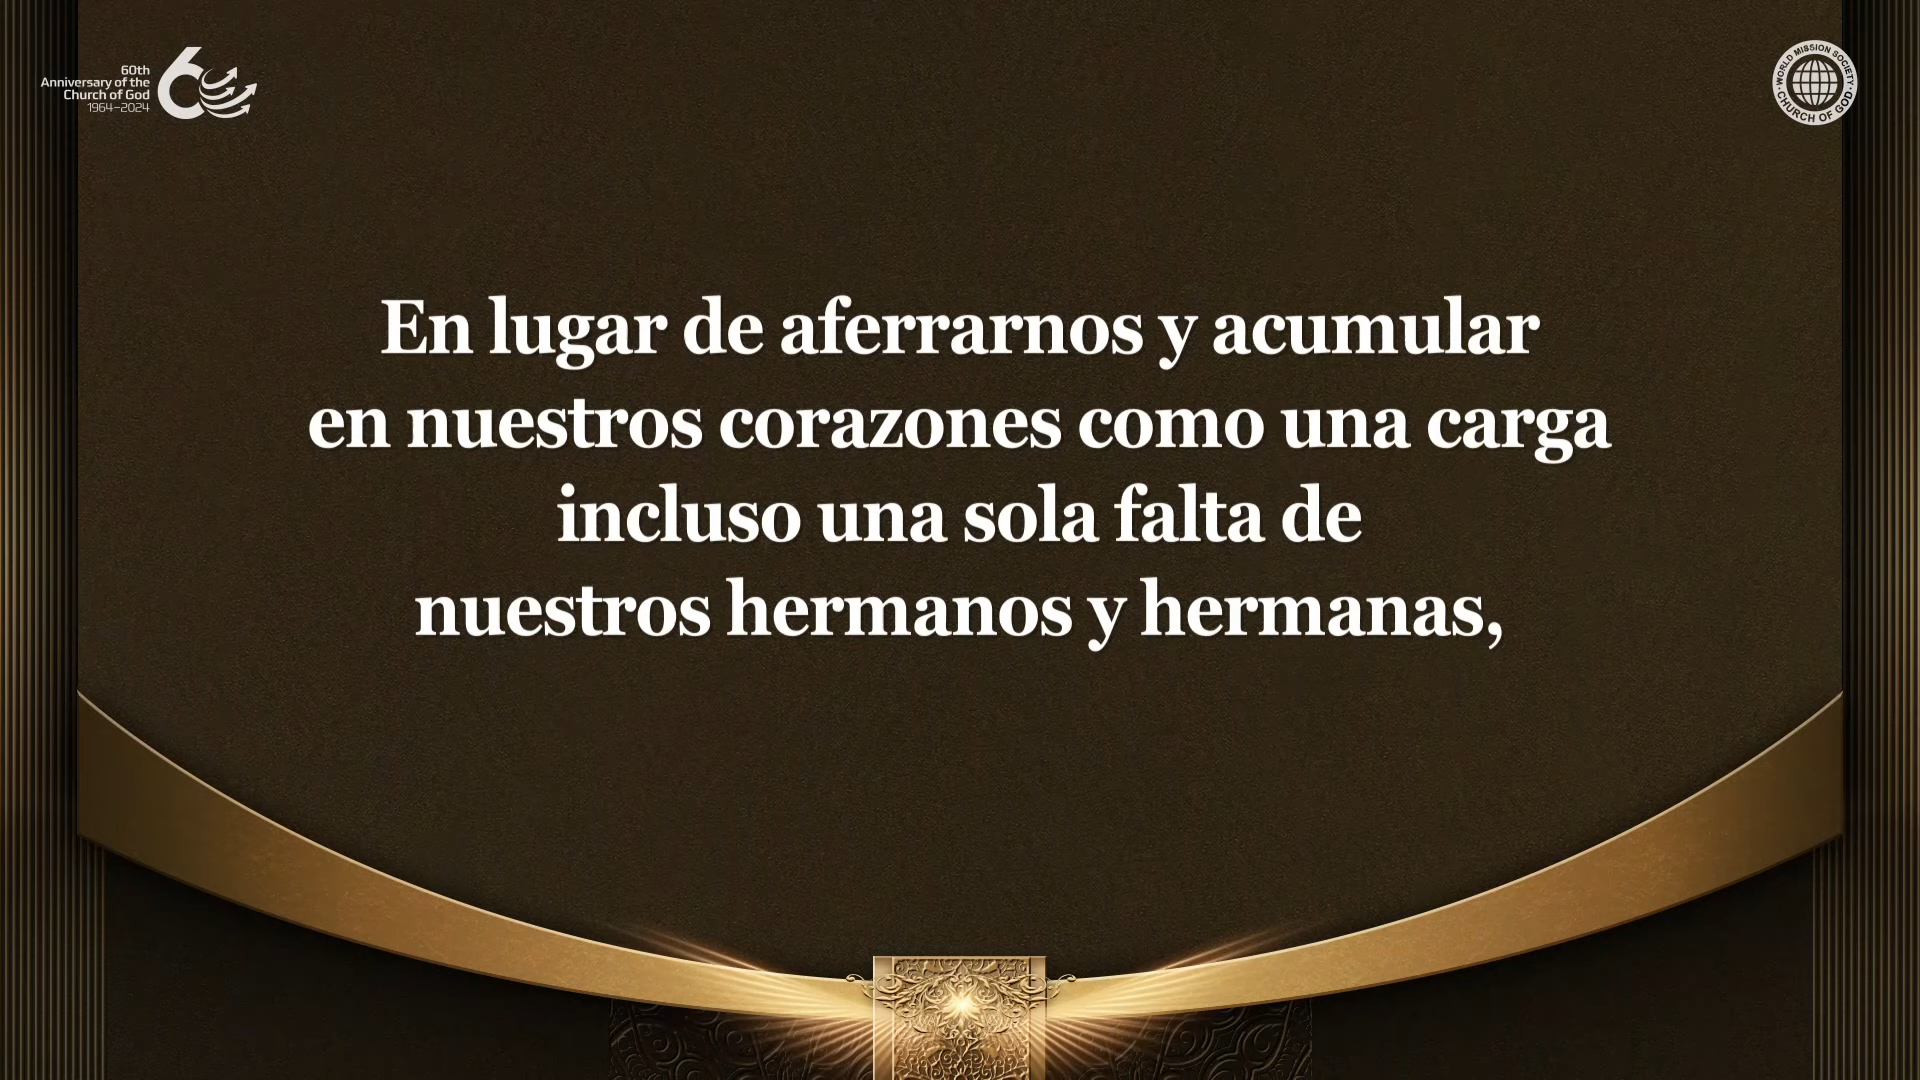 60th
Anniversary of the
Church of God
1964–2024
60
WORLD MISSION SOCIETY
CHURCH OF GOD
En lugar de aferrarnos y acumular
en nuestros corazones como una carga
incluso una sola falta de
nuestros hermanos y hermanas,